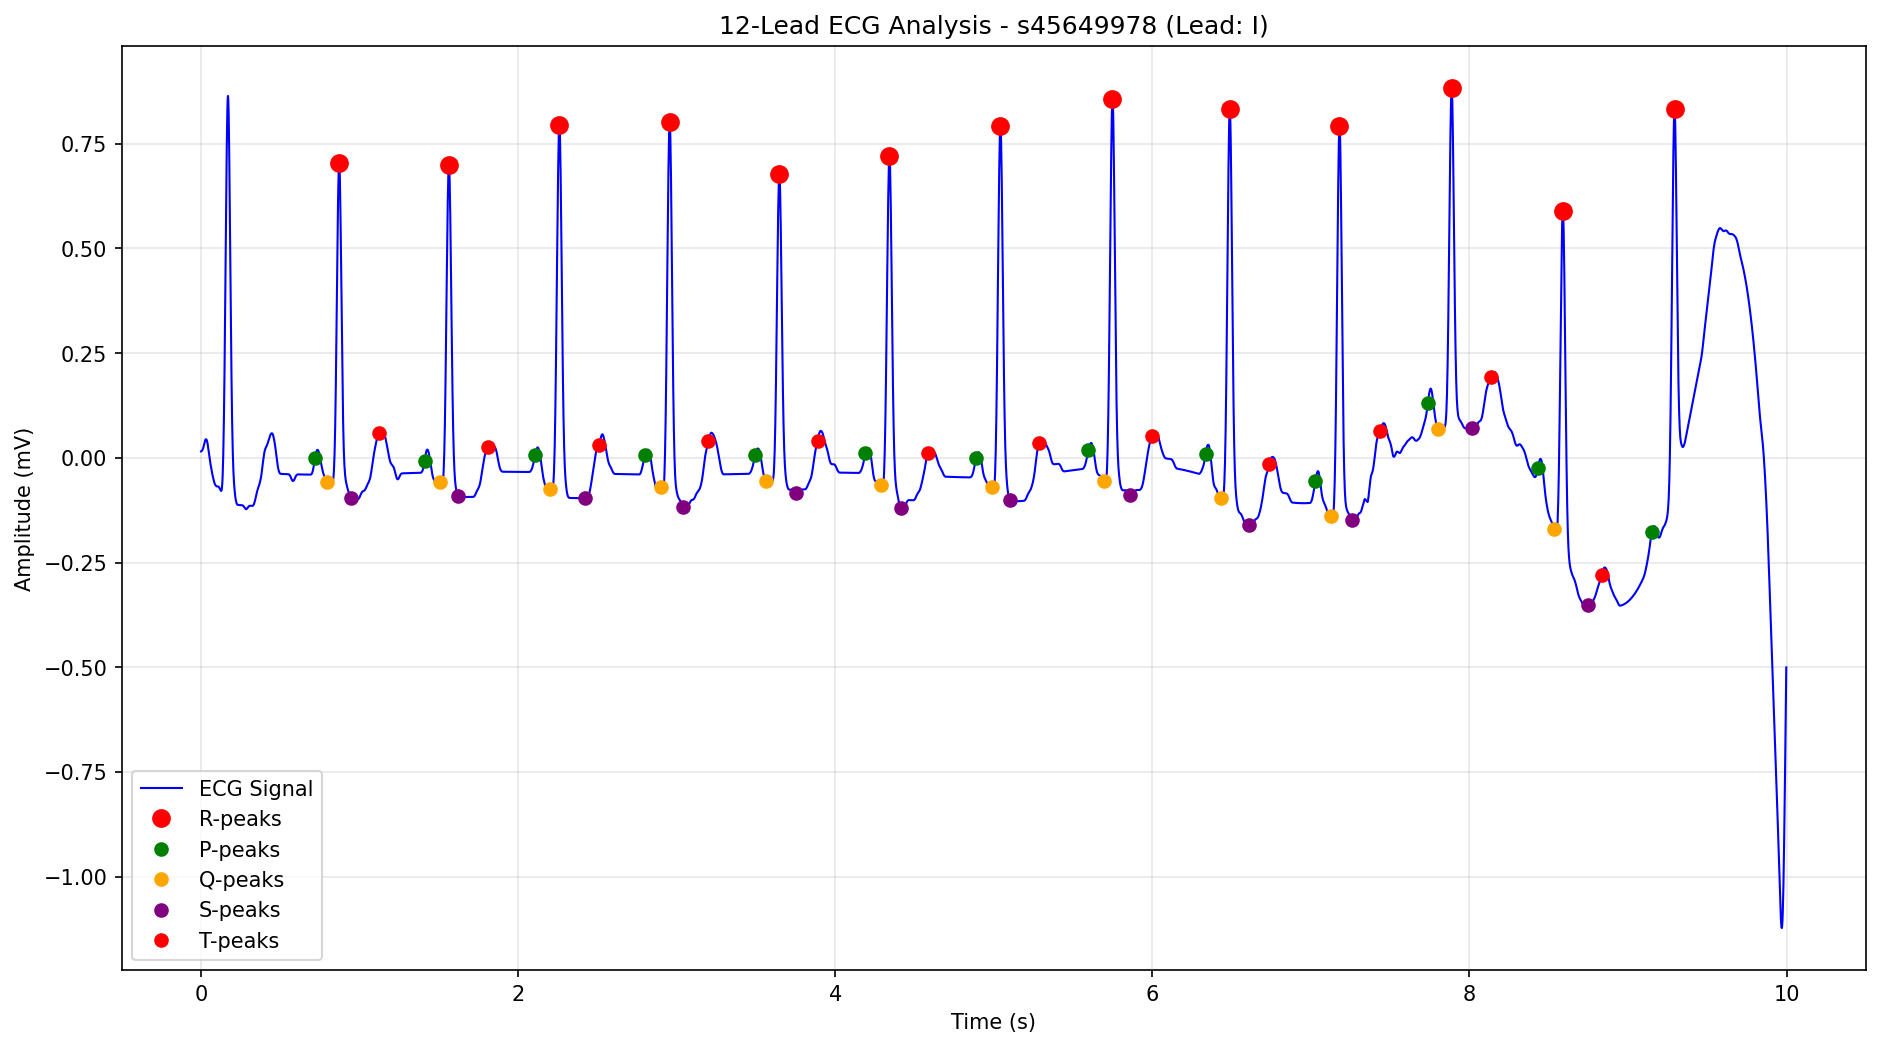 12-Lead ECG Analysis - s45649978 (Lead: I)
Amplitude (mV)
0.75
0.50
0.25
0.00
−0.25
−0.50
−0.75
−1.00
ECG Signal
R-peaks
P-peaks
Q-peaks
S-peaks
T-peaks
0 2 4 6 8 10
Time (s)